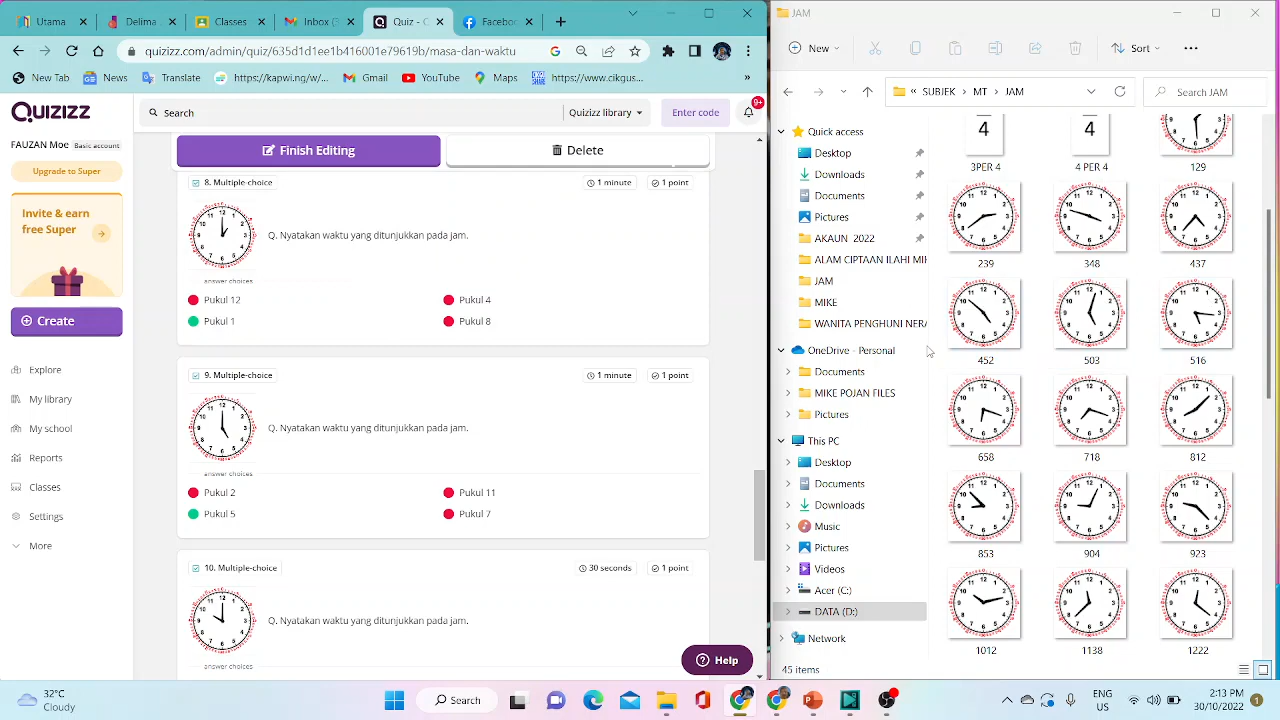 Utama
Delima
Classes
Inbox
Quiz - C
Faceb
quizizz.com/admin/quiz/635d1d1ee1b416001e79619b/masa-dan-waktu
New Tab
News
Translate
https://kapwi.ng/w/...
Gmail
YouTube
Maps
https://www.cikgus...
»
QUIZIZZ
Search
Quizizz library
Enter code
9+
FAUZAN Moe
Basic account
Upgrade to Super
Invite & earn
free Super
Create
Explore
My library
My school
Reports
Classes
Settings
More
Finish Editing
Delete
8. Multiple-choice
1 minute
1 point
Q. Nyatakan waktu yang ditunjukkan pada jam.
answer choices
Pukul 12
Pukul 4
Pukul 1
Pukul 8
9. Multiple-choice
1 minute
1 point
Q. Nyatakan waktu yang ditunjukkan pada jam.
answer choices
Pukul 2
Pukul 11
Pukul 5
Pukul 7
10. Multiple-choice
30 seconds
1 point
Q. Nyatakan waktu yang ditunjukkan pada jam.
answer choices
Help
JAM
New
Sort
« SUBJEK > MT > JAM
Search JAM
Quick access
Desktop
Downloads
Documents
Pictures
AKAUN 2022
ALAM CIPTAAN ILAHI MIK
JAM
MIKE
WANITA PENGHUNI NERA
OneDrive - Personal
Documents
MIKE POJAN FILES
Pictures
This PC
Desktop
Documents
Downloads
Music
Pictures
Videos
Acer (C:)
DATA (D:)
Network
4
4
3PER 4
4 PER 4
129
239
348
437
452
503
516
658
718
812
853
904
923
1012
1138
1222
45 items
32°C
Cloudy
Search
ENG
US
5:13 PM
30/10/2022
1